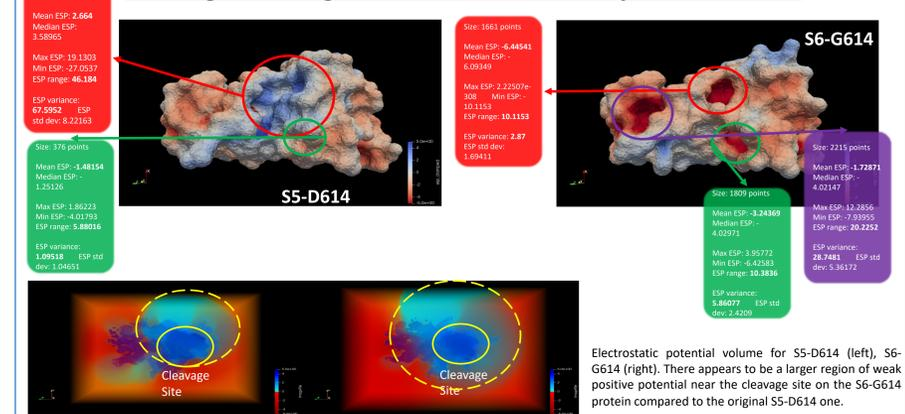 Mean ESP: 2.664
Median ESP:
3.58965
Max ESP: 19.1303
Min ESP: -27.0537
ESP range: 46.184
ESP variance:
67.5952 ESP
std dev: 8.22163
Size: 376 points
Mean ESP: -1.48154
Median ESP: -
1.25126
Max ESP: 1.86223
Min ESP: -4.01793
ESP range: 5.88016
ESP variance:
1.09518 ESP std
dev: 1.04651
S5-D614
Size: 1661 points
Mean ESP: -6.44541
Median ESP: -
6.09349
Max ESP: 2.22507e-
308 Min ESP: -
10.1153
ESP range: 10.1153
ESP variance: 2.87
ESP std dev:
1.69411
S6-G614
Size: 1809 points
Mean ESP: -3.24369
Median ESP: -
4.02971
Max ESP: 3.95772
Min ESP: -6.42583
ESP range: 10.3836
ESP variance:
5.86077 ESP std
dev: 2.4209
Size: 2215 points
Mean ESP: -1.72871
Median ESP: -
4.02147
Max ESP: 12.2856
Min ESP: -7.93955
ESP range: 20.2252
ESP variance:
28.7481 ESP std
dev: 5.36172
Cleavage
Site
Cleavage
Site
Electrostatic potential volume for S5-D614 (left), S6-
G614 (right). There appears to be a larger region of weak
positive potential near the cleavage site on the S6-G614
protein compared to the original S5-D614 one.